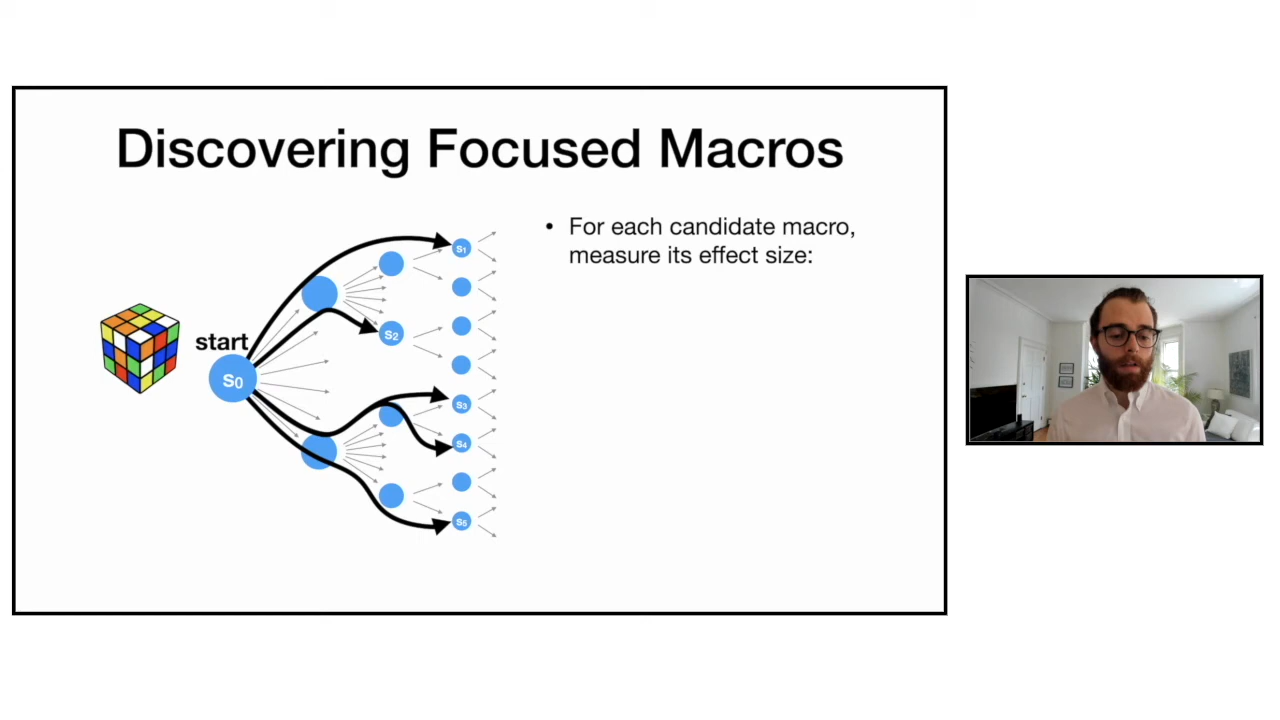 Discovering Focused Macros
• For each candidate macro,
measure its effect size:
start
s₀
s₁
s₂
s₃
s₄
s₅